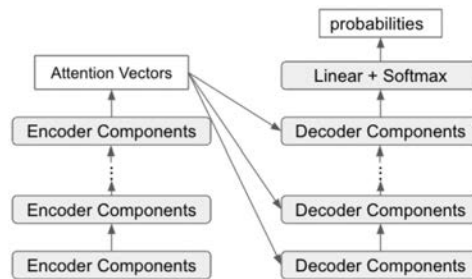 probabilities
Attention Vectors
Linear + Softmax
Encoder Components
Decoder Components
Encoder Components
Decoder Components
Encoder Components
Decoder Components